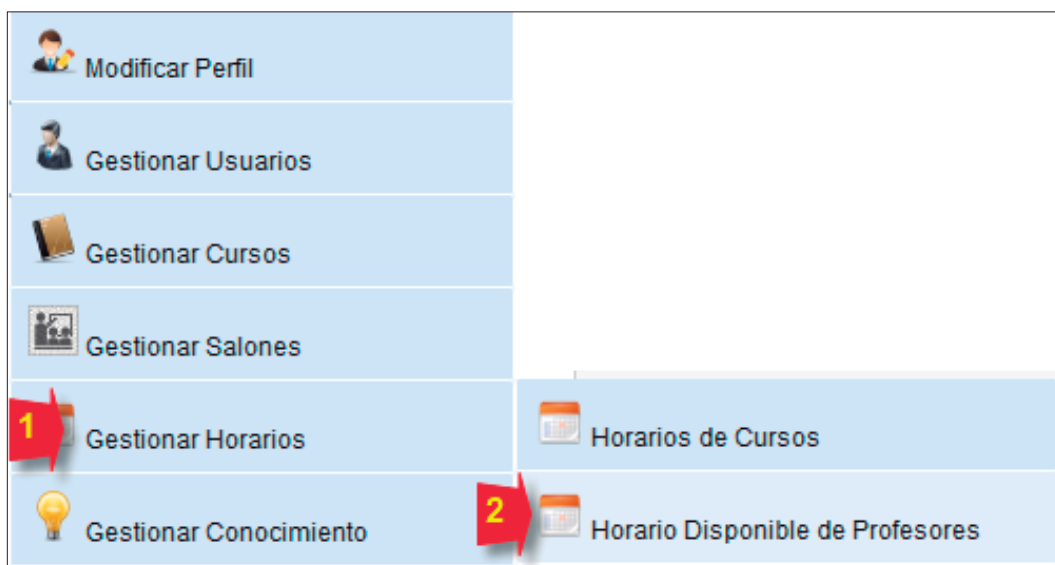 Modificar Perfil
Gestionar Usuarios
Gestionar Cursos
Gestionar Salones
1
Gestionar Horarios
Horarios de Cursos
Gestionar Conocimiento
2
Horario Disponible de Profesores